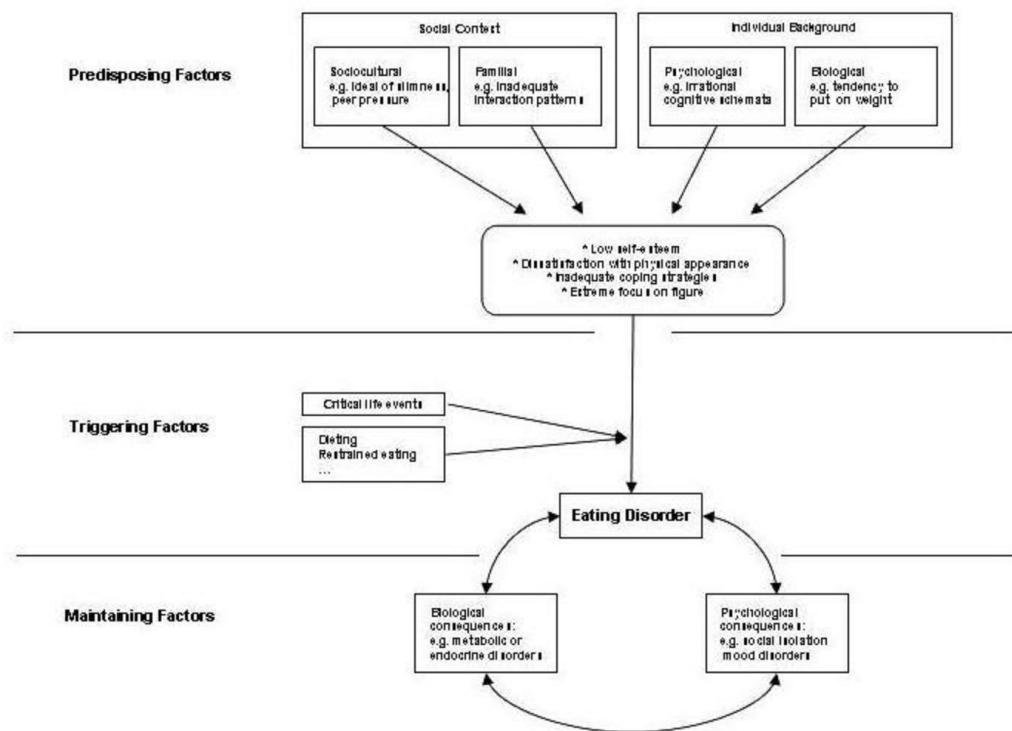 Social Context
Individual Background
Predisposing Factors
Sociocultural
e.g. ideal of slimness,
peer pressure
Familial
e.g. inadequate
interaction patterns
Psychological
e.g. irrational
cognitive schemata
Biological
e.g. tendency to
put on weight
* Low self-esteem
* Dissatisfaction with physical appearance
* Inadequate coping strategies
* Extreme focus on figure
Triggering Factors
Critical life events
Dieting
Restrained eating
...
Eating Disorder
Maintaining Factors
Biological
consequences:
e.g. metabolic or
endocrine disorders
Psychological
consequences:
e.g. social isolation
mood disorders